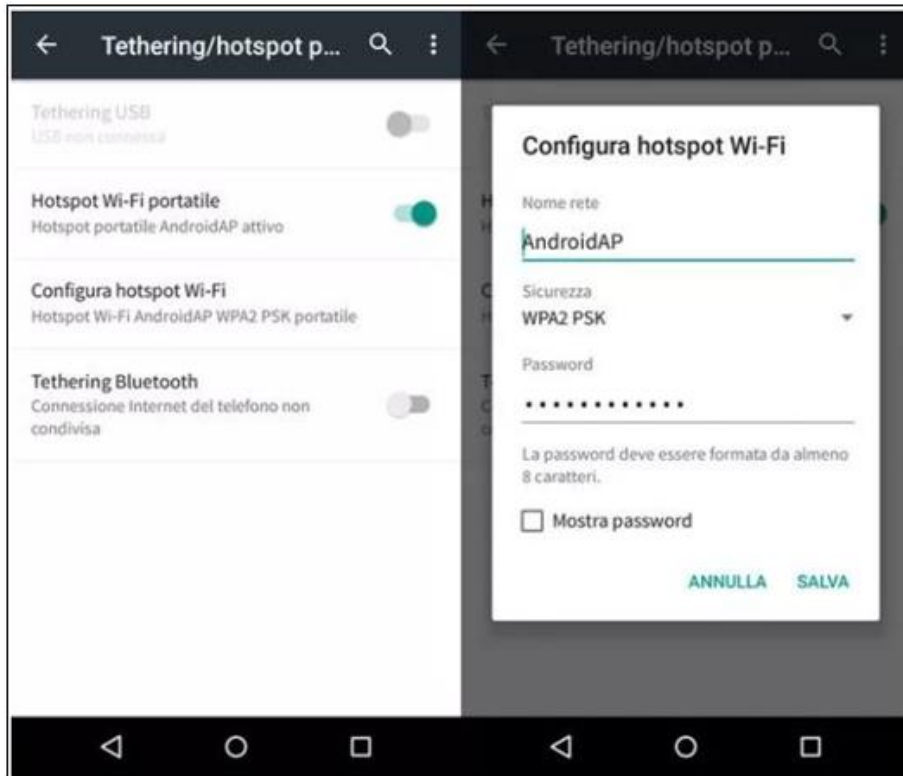 Tethering/hotspot p...
Tethering USB
USB non connessa
Hotspot Wi-Fi portatile
Hotspot portatile AndroidAP attivo
Configura hotspot Wi-Fi
Hotspot Wi-Fi AndroidAP WPA2 PSK portatile
Tethering Bluetooth
Connessione Internet del telefono non
condivisa
Tethering/hotspot p...
Configura hotspot Wi-Fi
Nome rete
AndroidAP
Sicurezza
WPA2 PSK
Password
••••••••••••
La password deve essere formata da almeno
8 caratteri.
Mostra password
ANNULLA SALVA